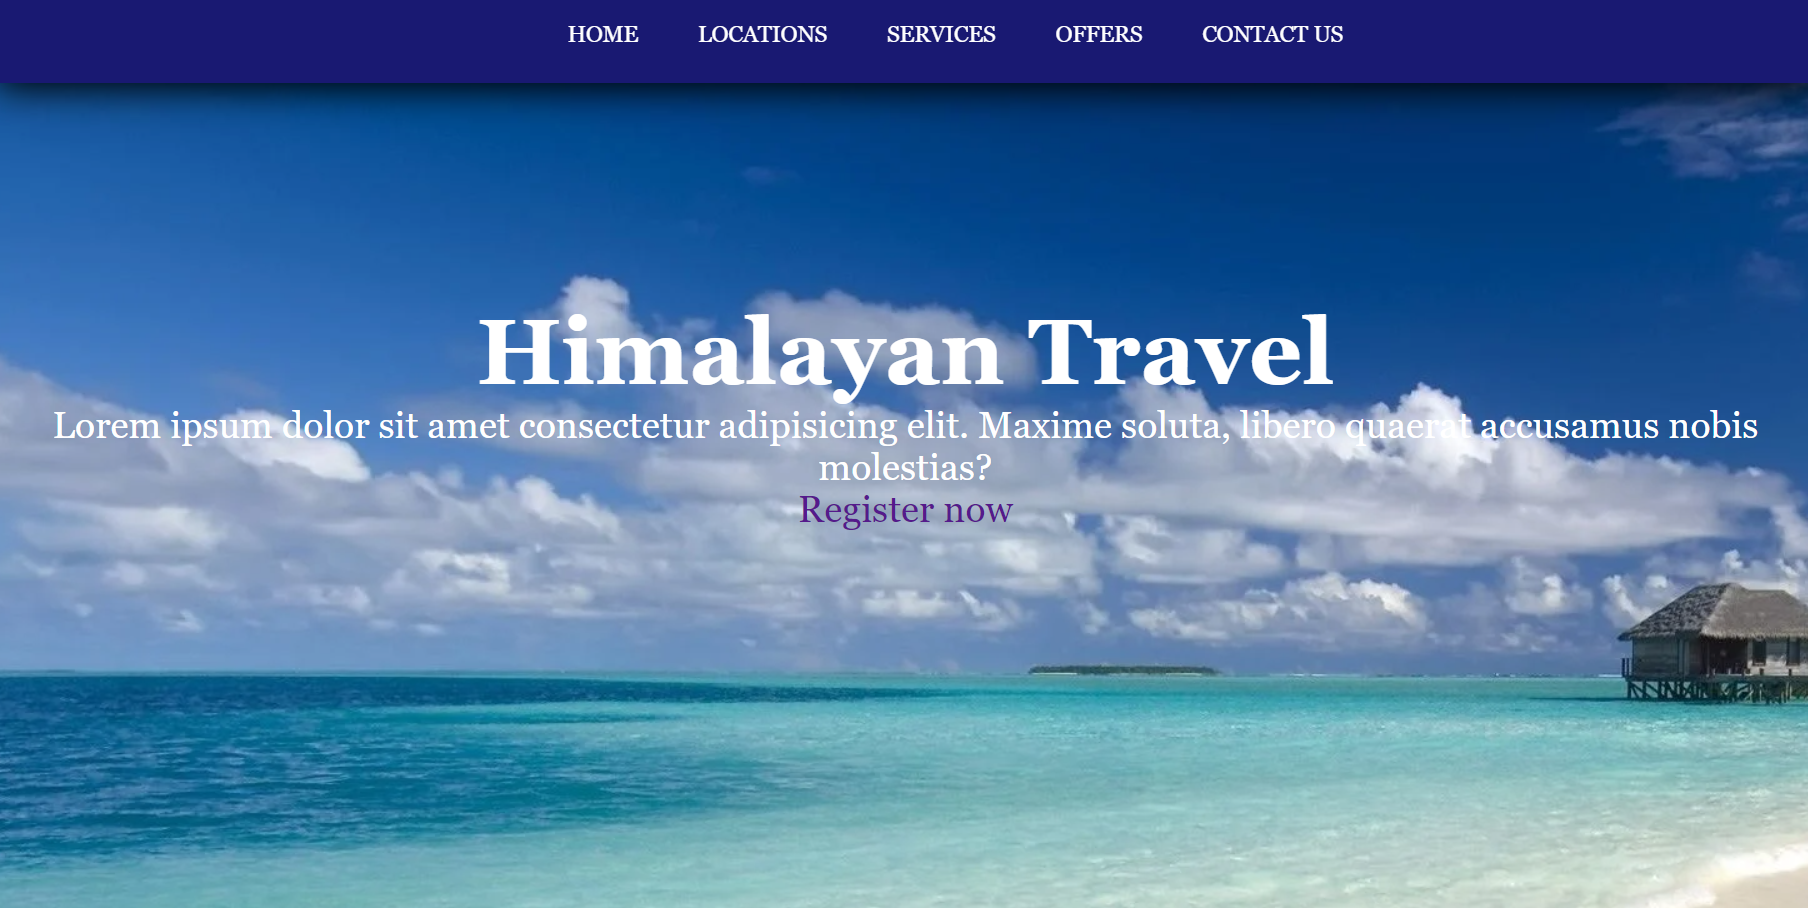 HOME LOCATIONS SERVICES OFFERS CONTACT US
Himalayan Travel
Lorem ipsum dolor sit amet consectetur adipisicing elit. Maxime soluta, libero quaerat accusamus nobis
molestias?
Register now